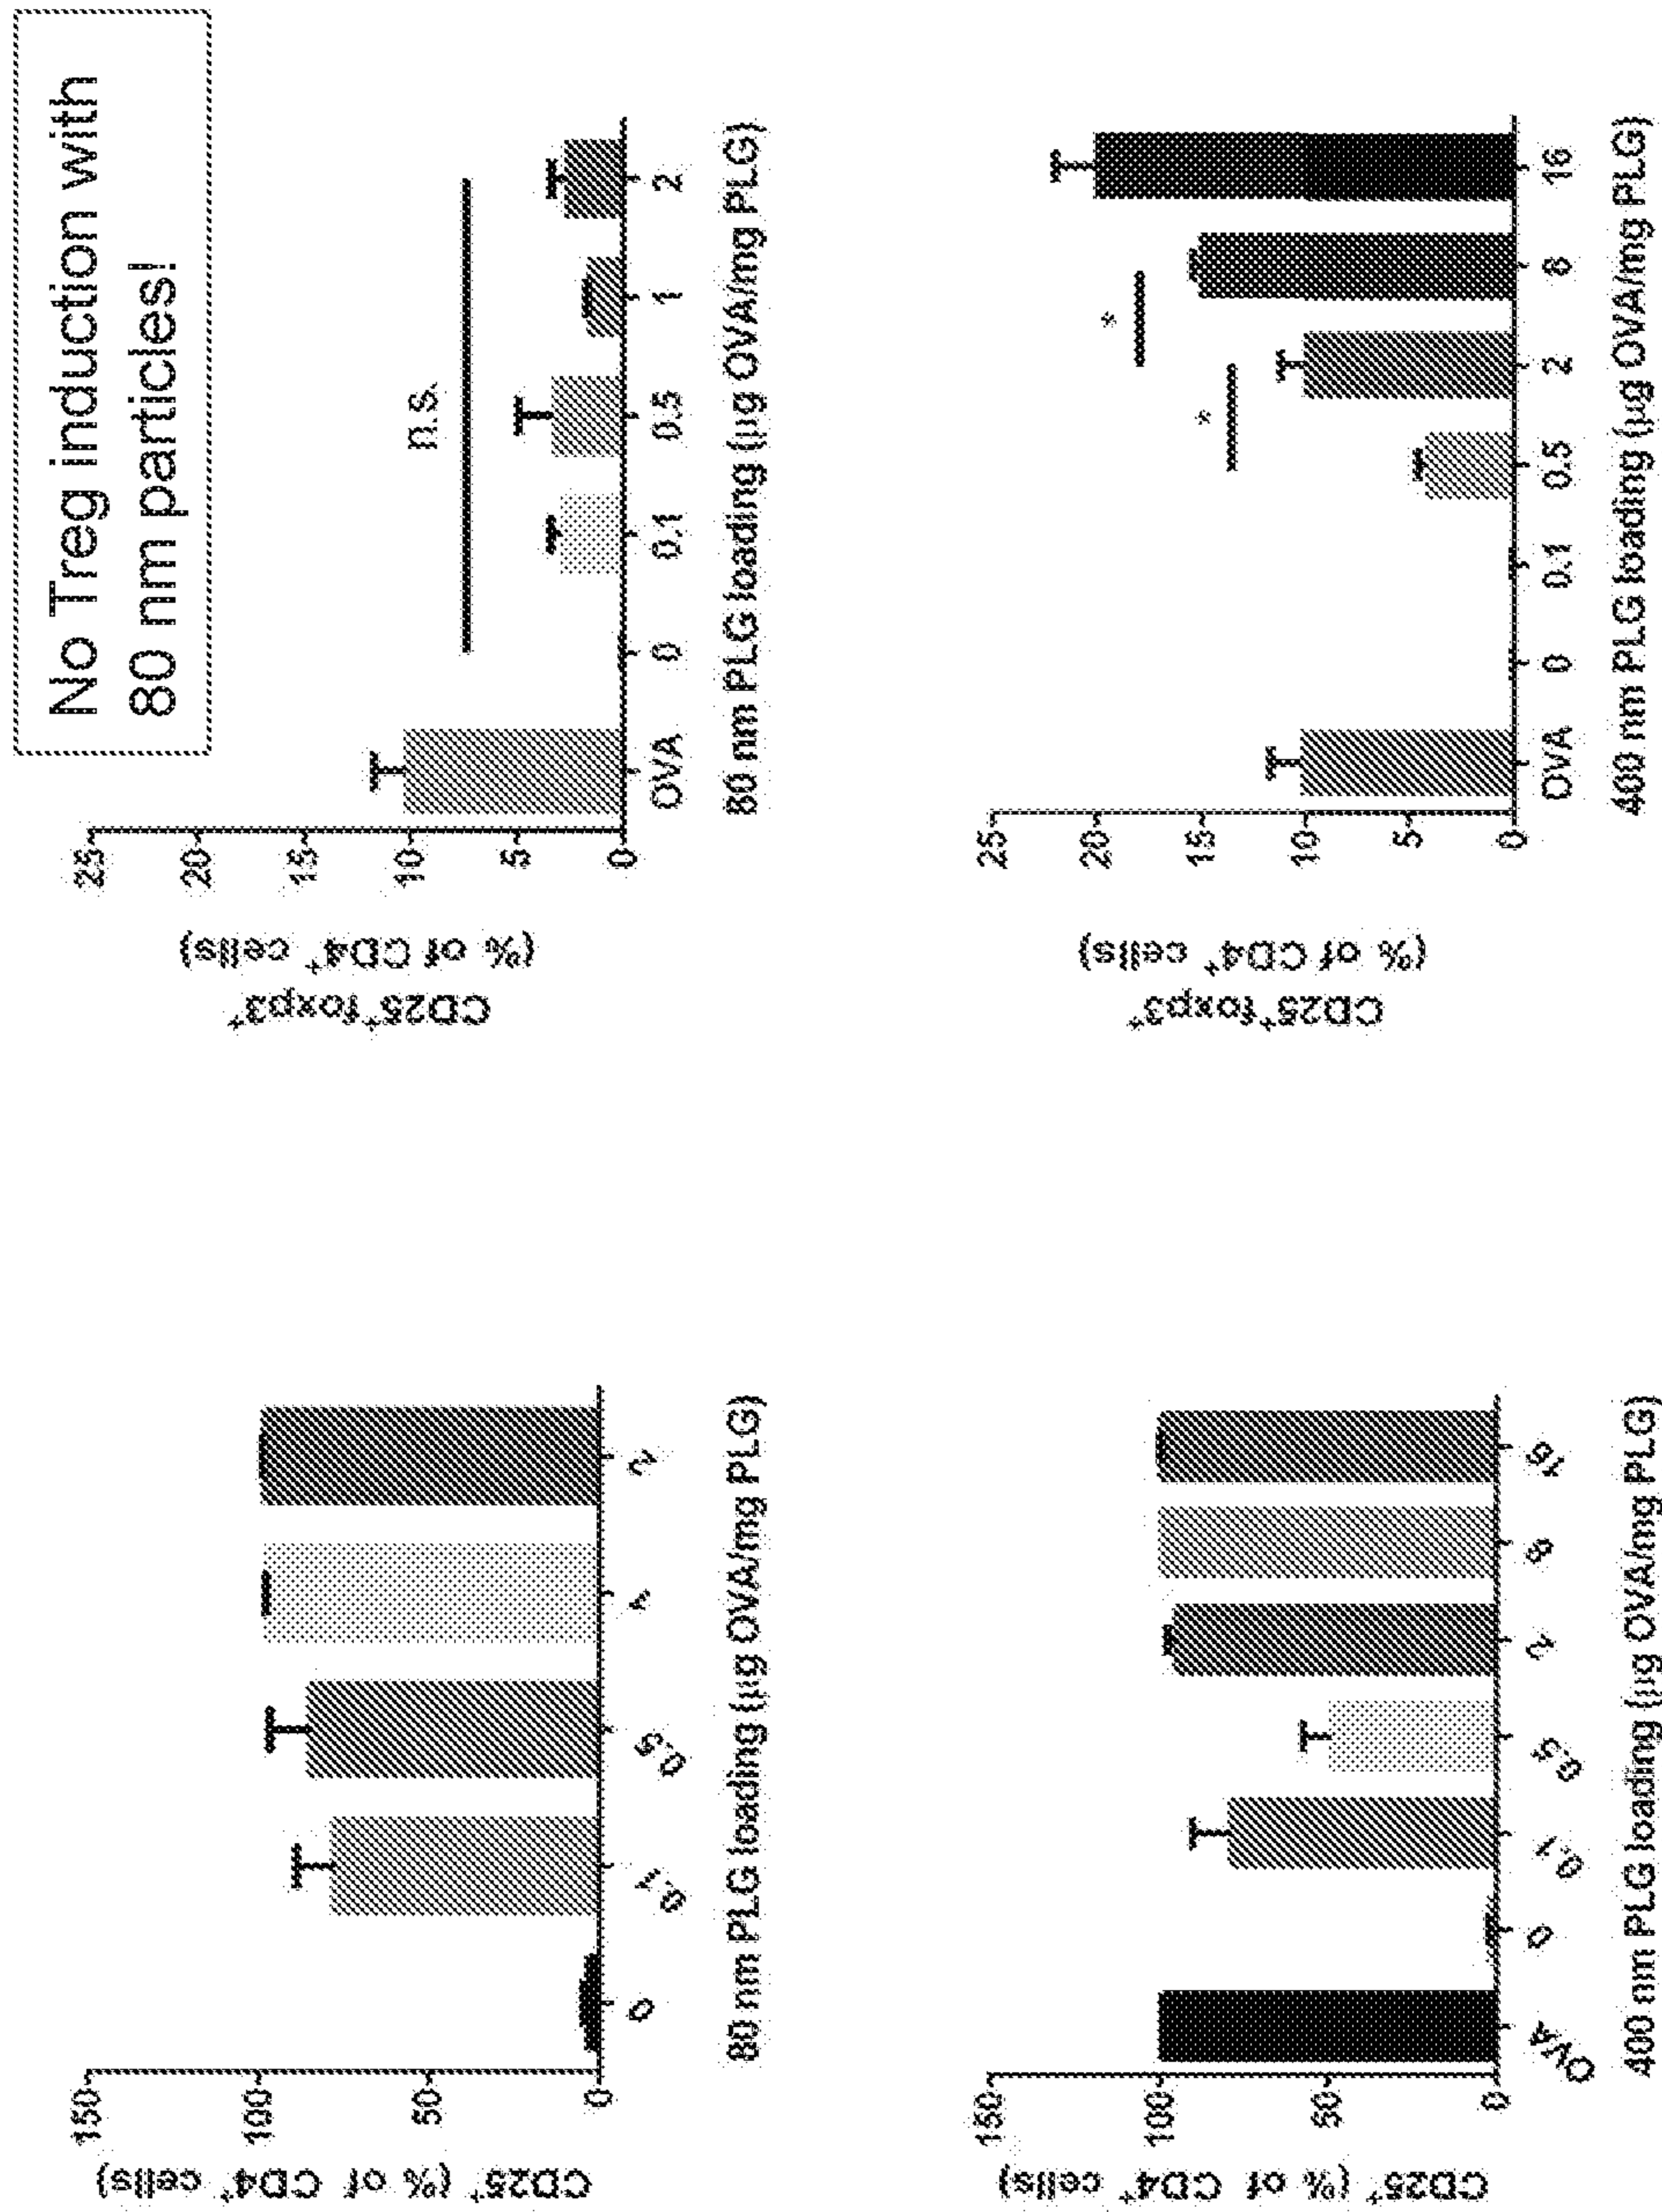 No Treg induction with
80 nm particles!
CD25⁺ (% of CD4⁺ cells)
150
100
50
0
0 0.1 0.5 1 2
80 nm PLG loading (µg OVA/mg PLG)
CD25⁺foxp3⁺
(% of CD4⁺ cells)
25
20
15
10
5
0
n.s.
OVA 0 0.1 0.5 1 2
80 nm PLG loading (µg OVA/mg PLG)
CD25⁺ (% of CD4⁺ cells)
150
100
50
0
OVA 0 0.1 0.5 2 8 16
400 nm PLG loading (µg OVA/mg PLG)
CD25⁺foxp3⁺
(% of CD4⁺ cells)
25
20
15
10
5
0
*
*
OVA 0 0.1 0.5 2 8 16
400 nm PLG loading (µg OVA/mg PLG)